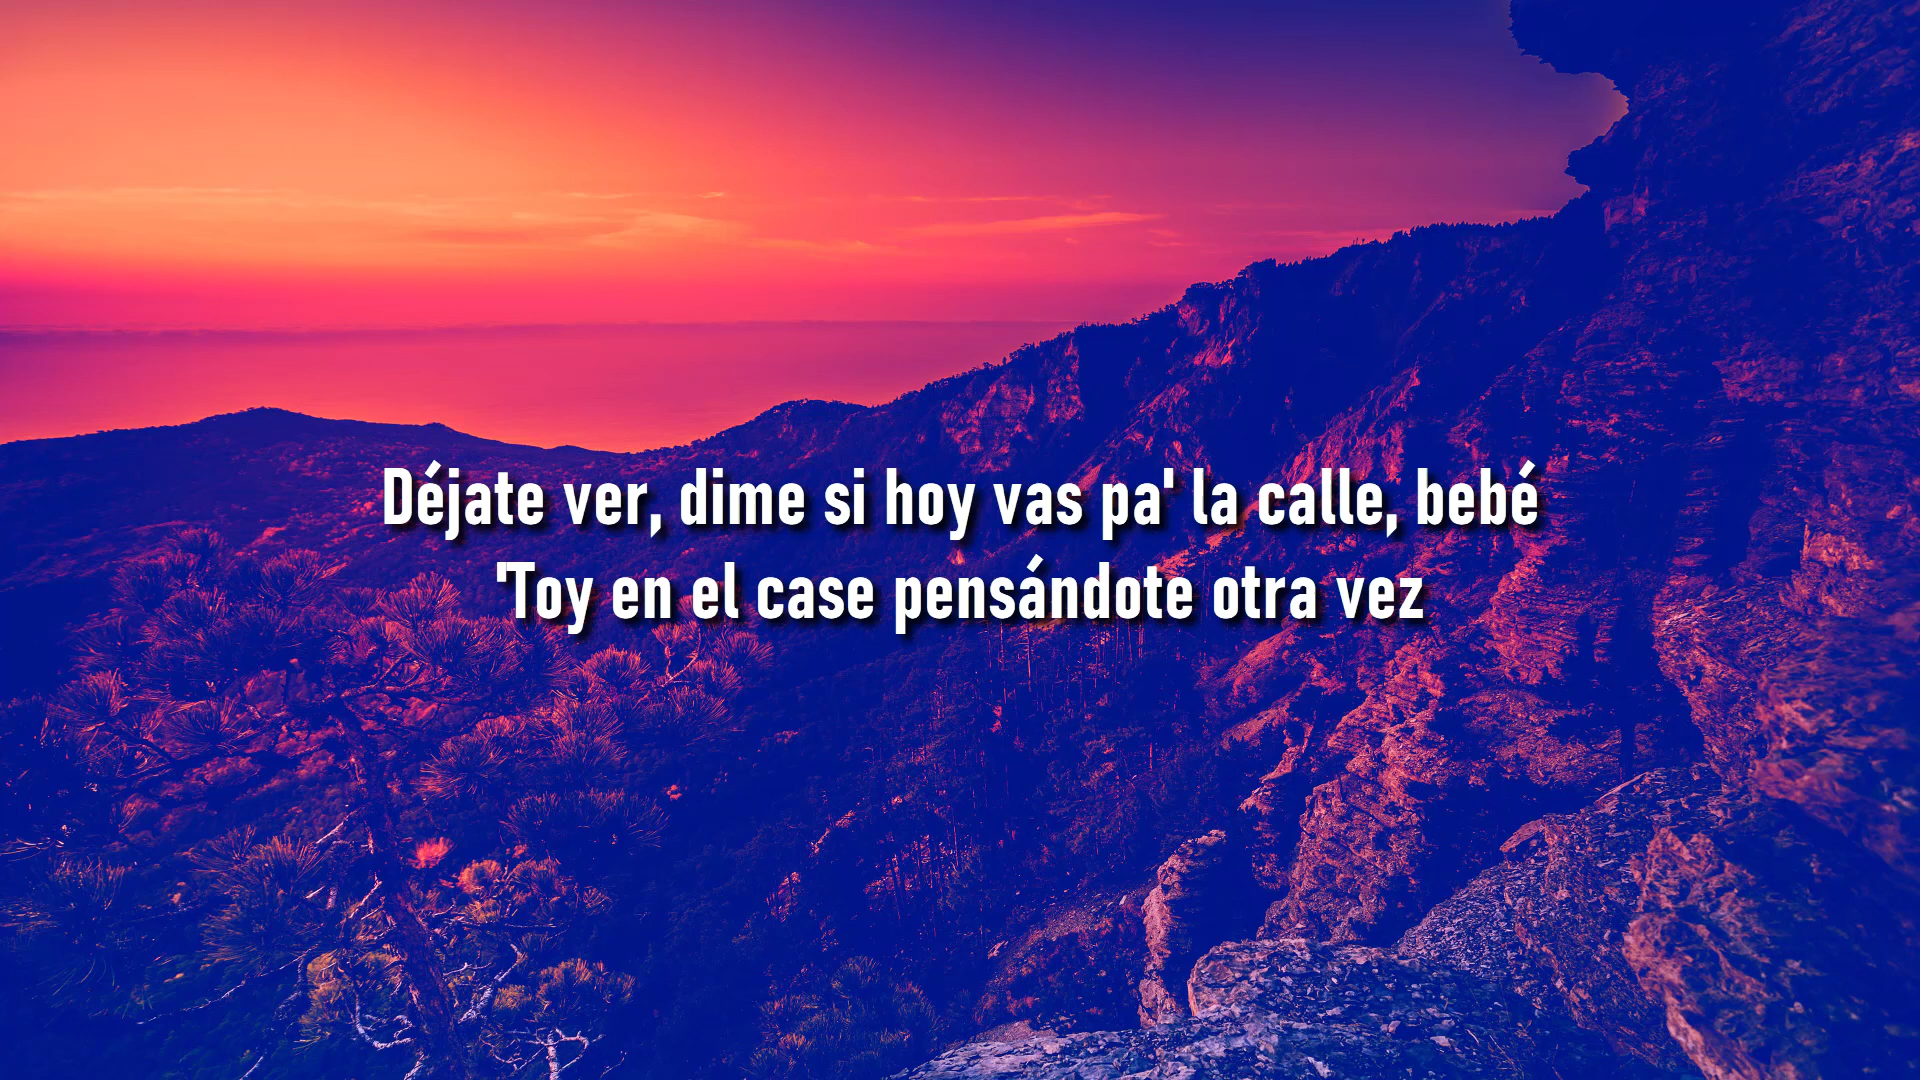 Déjate ver, dime si hoy vas pa' la calle, bebé
'Toy en el case pensándote otra vez